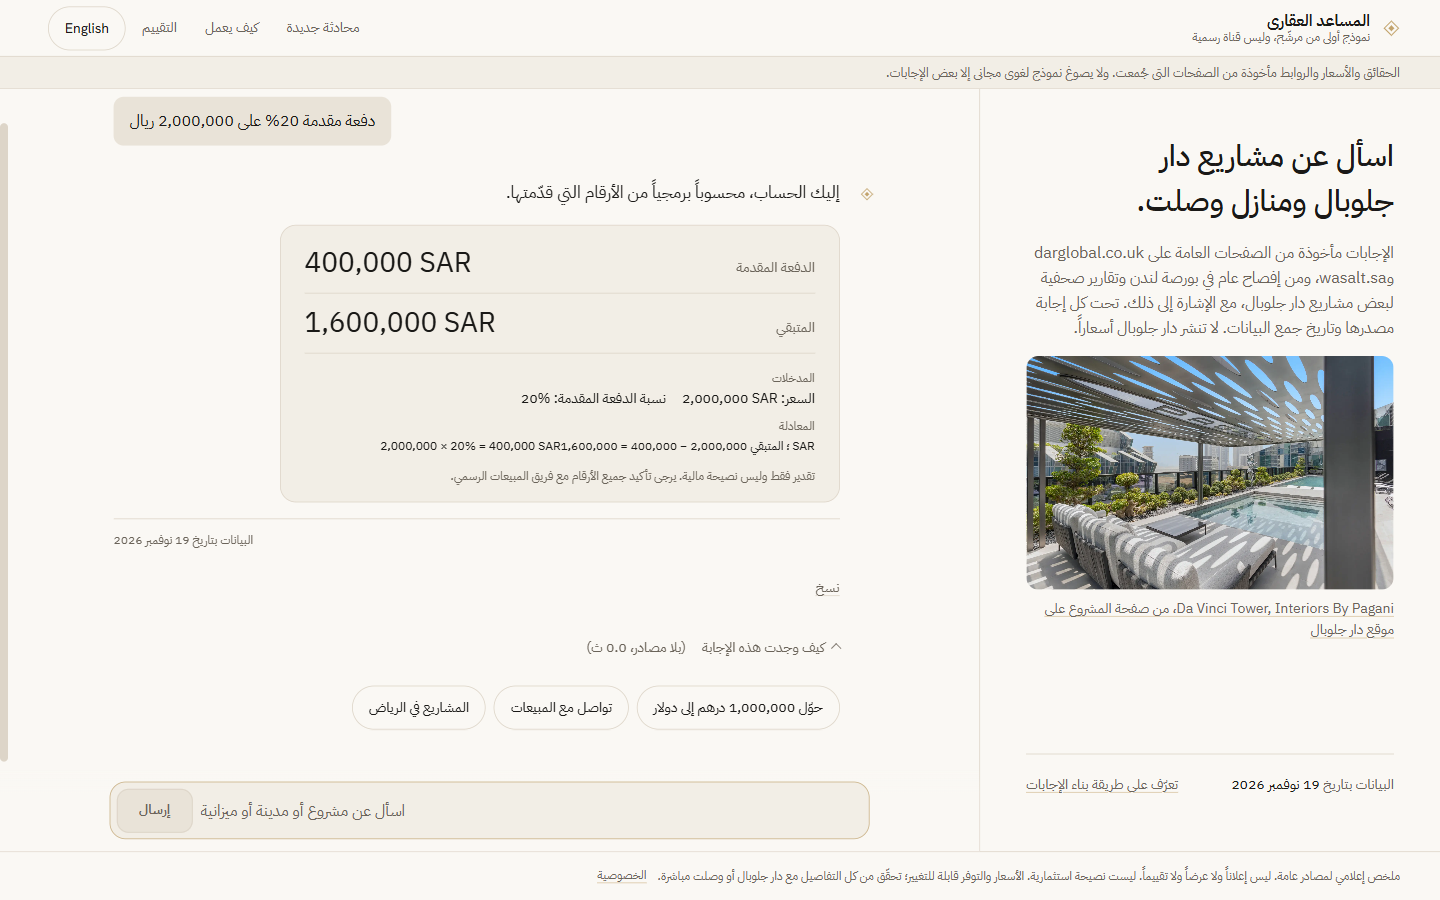 المساعد العقاري
نموذج أولي من مرشّح، وليس قناة رسمية
محادثة جديدة
كيف يعمل
التقييم
English
الحقائق والأسعار والروابط مأخوذة من الصفحات التي جُمعت. ولا يصوغ نموذج لغوي مجاني إلا بعض الإجابات.
اسأل عن مشاريع دار
جلوبال ومنازل وصلت.
الإجابات مأخوذة من الصفحات العامة على darglobal.co.uk
وwasalt.sa، ومن إفصاح عام في بورصة لندن وتقارير صحفية
لبعض مشاريع دار جلوبال، مع الإشارة إلى ذلك. تحت كل إجابة
مصدرها وتاريخ جمع البيانات. لا تنشر دار جلوبال أسعاراً.
Da Vinci Tower, Interiors By Pagani، من صفحة المشروع على
موقع دار جلوبال
البيانات بتاريخ 19 نوفمبر 2026
تعرّف على طريقة بناء الإجابات
دفعة مقدمة 20% على 2,000,000 ريال
إليك الحساب، محسوباً برمجياً من الأرقام التي قدّمتها.
الدفعة المقدمة
400,000 SAR
المتبقي
1,600,000 SAR
المدخلات
السعر: 2,000,000 SAR
نسبة الدفعة المقدمة: 20%
المعادلة
2,000,000 × 20% = 400,000 SAR؛ المتبقي 2,000,000 − 400,000 = 1,600,000 SAR
تقدير فقط وليس نصيحة مالية. يرجى تأكيد جميع الأرقام مع فريق المبيعات الرسمي.
البيانات بتاريخ 19 نوفمبر 2026
نسخ
كيف وجدت هذه الإجابة
(بلا مصادر، 0.0 ث)
حوّل 1,000,000 درهم إلى دولار
تواصل مع المبيعات
المشاريع في الرياض
اسأل عن مشروع أو مدينة أو ميزانية
إرسال
ملخص إعلامي لمصادر عامة. ليس إعلاناً ولا عرضاً ولا تقييماً. ليست نصيحة استثمارية. الأسعار والتوفر قابلة للتغيير؛ تحقّق من كل التفاصيل مع دار جلوبال أو وصلت مباشرة.
الخصوصية